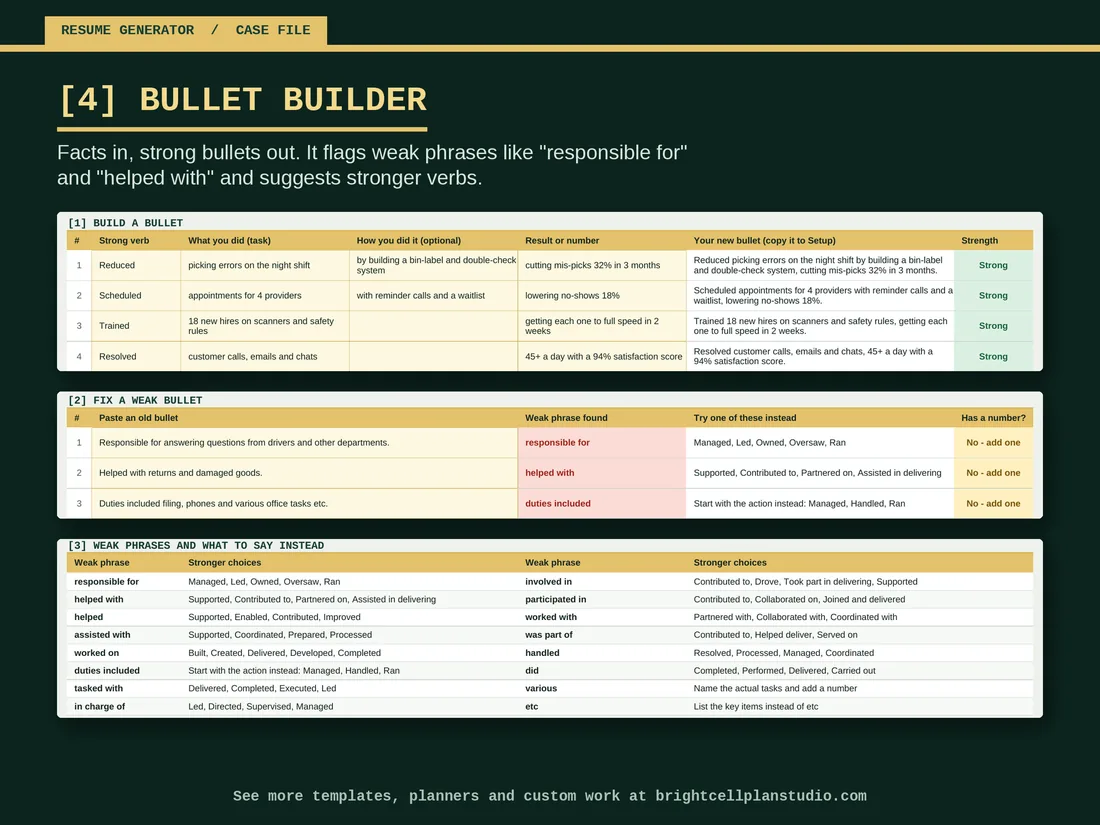 RESUME GENERATOR / CASE FILE
[4] BULLET BUILDER
Facts in, strong bullets out. It flags weak phrases like "responsible for"
and "helped with" and suggests stronger verbs.
[1] BUILD A BULLET
# Strong verb What you did (task) How you did it (optional) Result or number Your new bullet (copy it to Setup) Strength
1 Reduced picking errors on the night shift by building a bin-label and double-check system cutting mis-picks 32% in 3 months Reduced picking errors on the night shift by building a bin-label and double-check system, cutting mis-picks 32% in 3 months. Strong
2 Scheduled appointments for 4 providers with reminder calls and a waitlist lowering no-shows 18% Scheduled appointments for 4 providers with reminder calls and a waitlist, lowering no-shows 18%. Strong
3 Trained 18 new hires on scanners and safety rules getting each one to full speed in 2 weeks Trained 18 new hires on scanners and safety rules, getting each one to full speed in 2 weeks. Strong
4 Resolved customer calls, emails and chats 45+ a day with a 94% satisfaction score Resolved customer calls, emails and chats, 45+ a day with a 94% satisfaction score. Strong
[2] FIX A WEAK BULLET
# Paste an old bullet Weak phrase found Try one of these instead Has a number?
1 Responsible for answering questions from drivers and other departments. responsible for Managed, Led, Owned, Oversaw, Ran No - add one
2 Helped with returns and damaged goods. helped with Supported, Contributed to, Partnered on, Assisted in delivering No - add one
3 Duties included filing, phones and various office tasks etc. duties included Start with the action instead: Managed, Handled, Ran No - add one
[3] WEAK PHRASES AND WHAT TO SAY INSTEAD
Weak phrase Stronger choices Weak phrase Stronger choices
responsible for Managed, Led, Owned, Oversaw, Ran involved in Contributed to, Drove, Took part in delivering, Supported
helped with Supported, Contributed to, Partnered on, Assisted in delivering participated in Contributed to, Collaborated on, Joined and delivered
helped Supported, Enabled, Contributed, Improved worked with Partnered with, Collaborated with, Coordinated with
assisted with Supported, Coordinated, Prepared, Processed was part of Contributed to, Helped deliver, Served on
worked on Built, Created, Delivered, Developed, Completed handled Resolved, Processed, Managed, Coordinated
duties included Start with the action instead: Managed, Handled, Ran did Completed, Performed, Delivered, Carried out
tasked with Delivered, Completed, Executed, Led various Name the actual tasks and add a number
in charge of Led, Directed, Supervised, Managed etc List the key items instead of etc
See more templates, planners and custom work at brightcellplanstudio.com